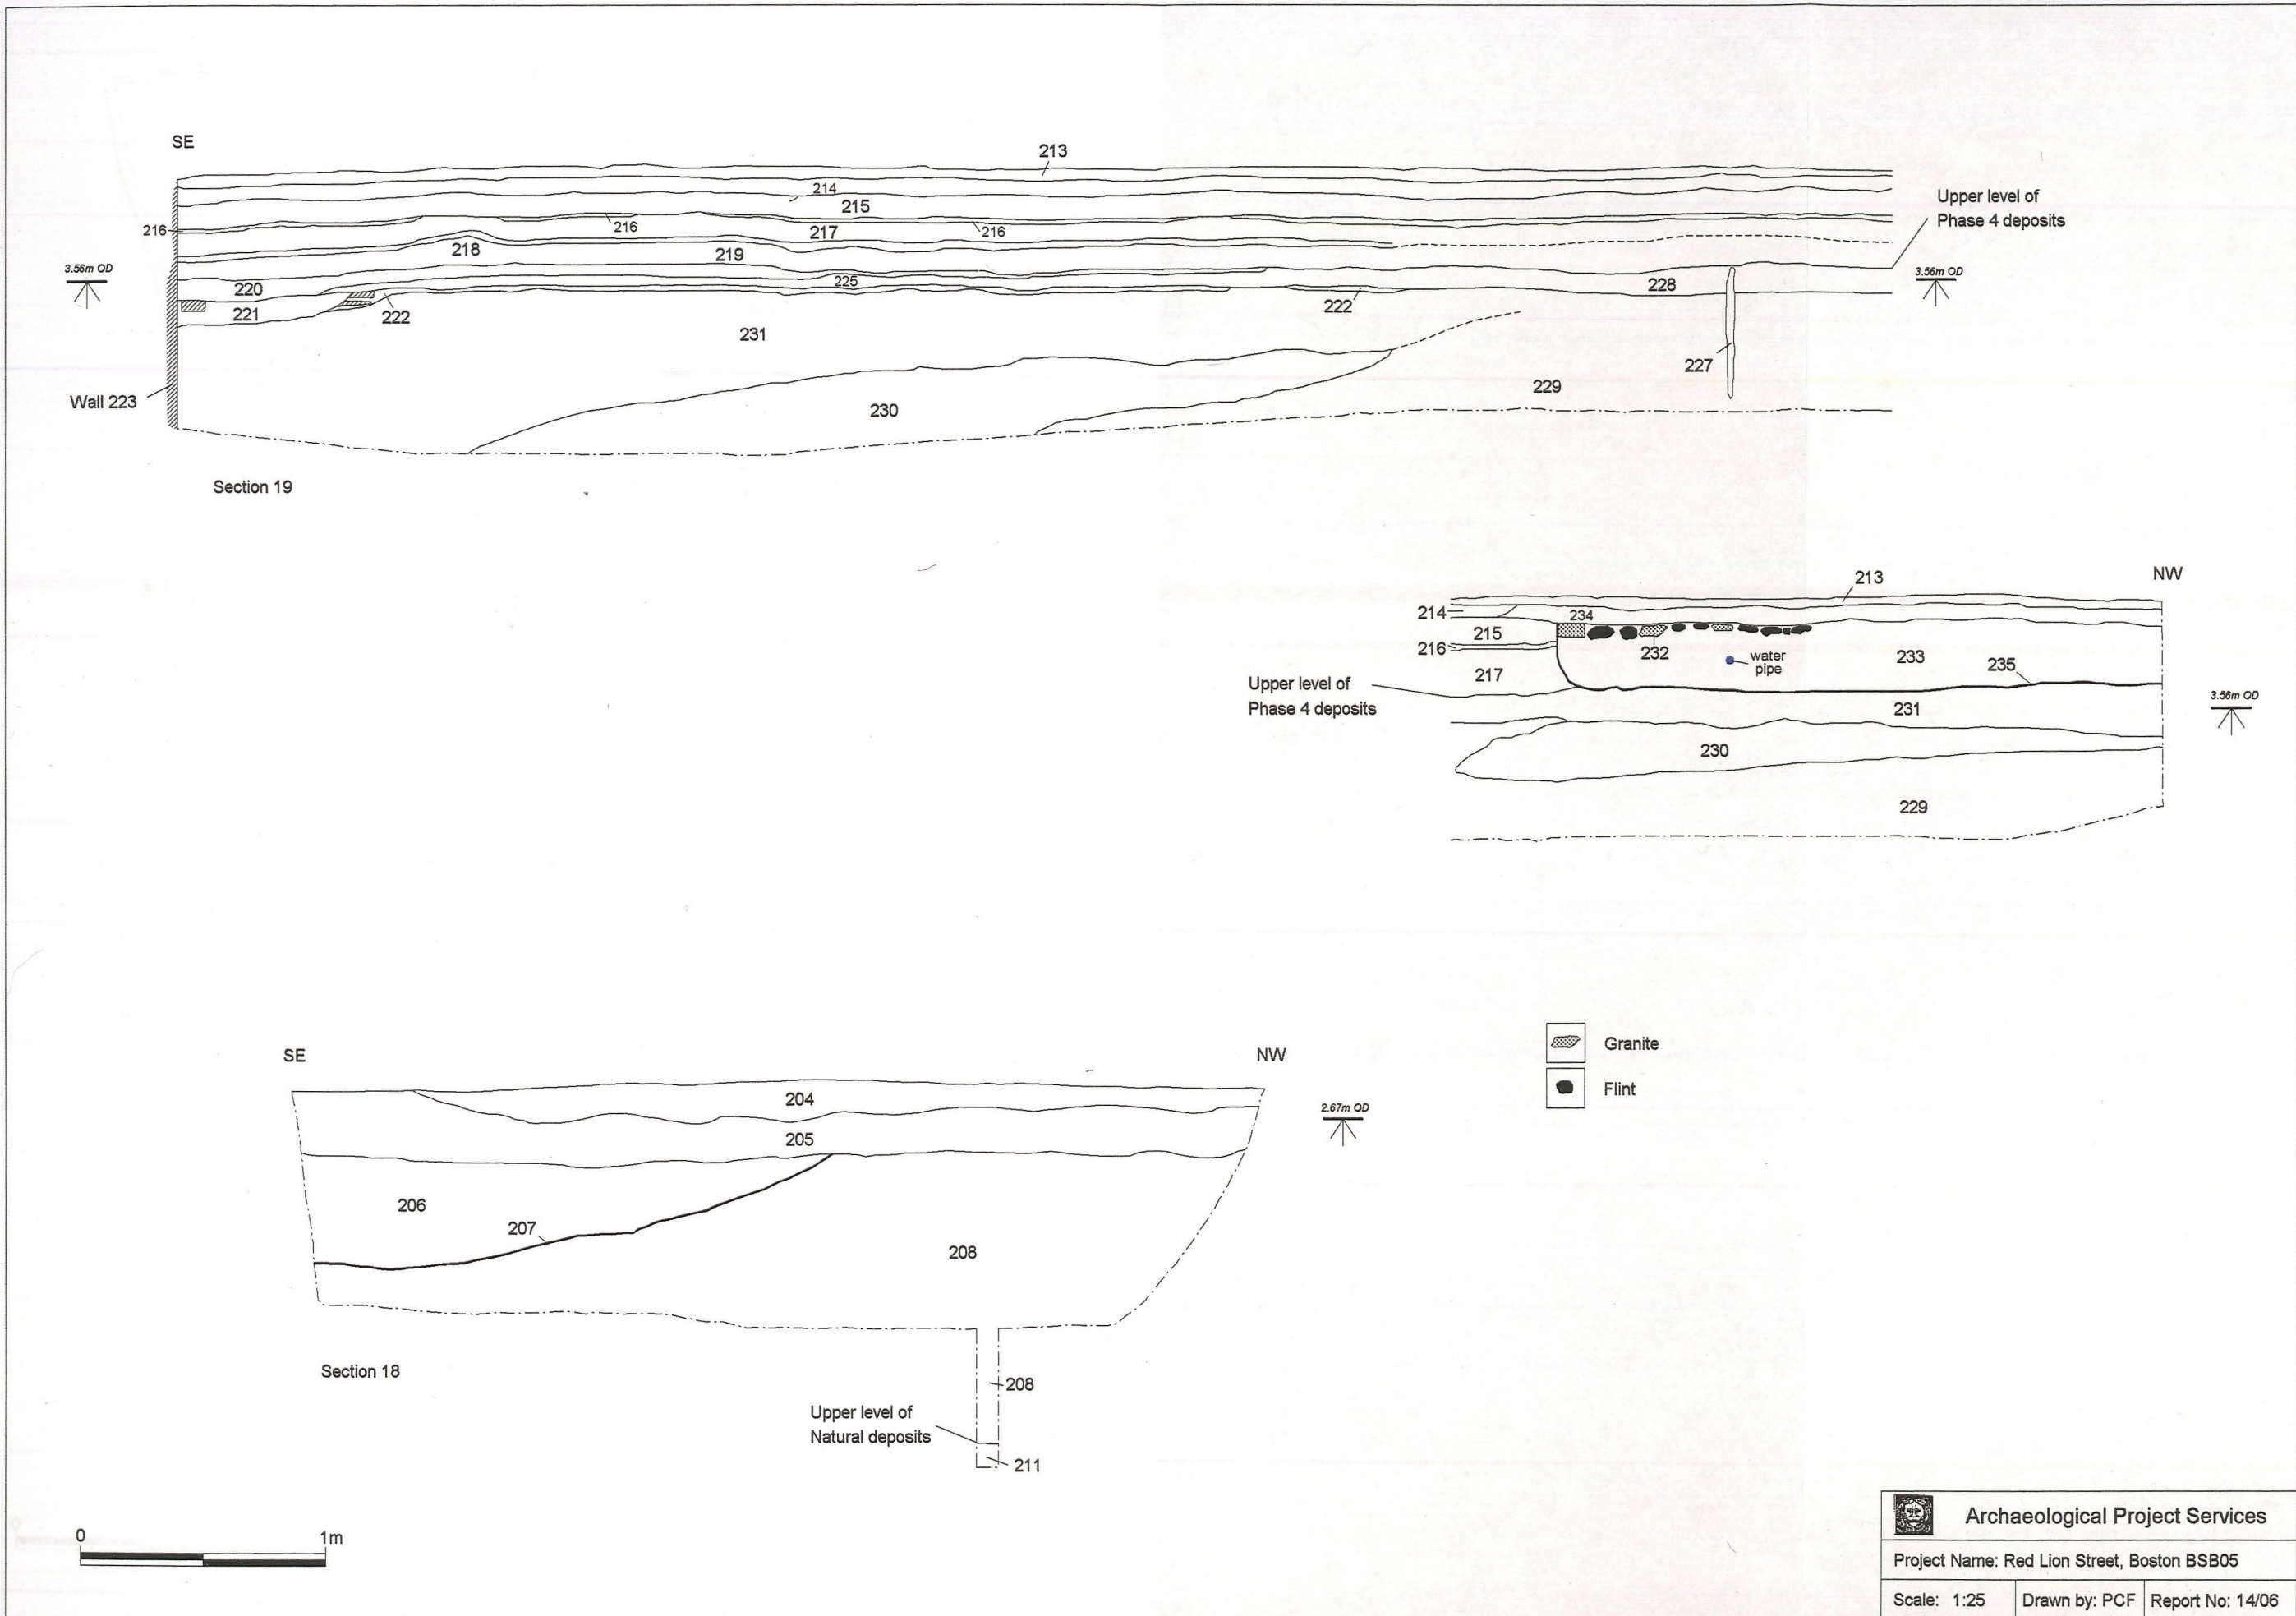 SE
213
214
215
216
216
216
217
218
219
Upper level of
Phase 4 deposits
3.56m OD
3.56m OD
220
225
228
221
222
222
231
227
229
Wall 223
230
Section 19
213
NW
214
234
215
216
232
water
pipe
233
235
217
Upper level of
Phase 4 deposits
3.56m OD
231
230
229
SE
NW
Granite
Flint
204
2.67m OD
205
206
207
208
Section 18
208
Upper level of
Natural deposits
211
0
1m
Archaeological Project Services
Project Name: Red Lion Street, Boston BSB05
Scale: 1:25
Drawn by: PCF
Report No: 14/06